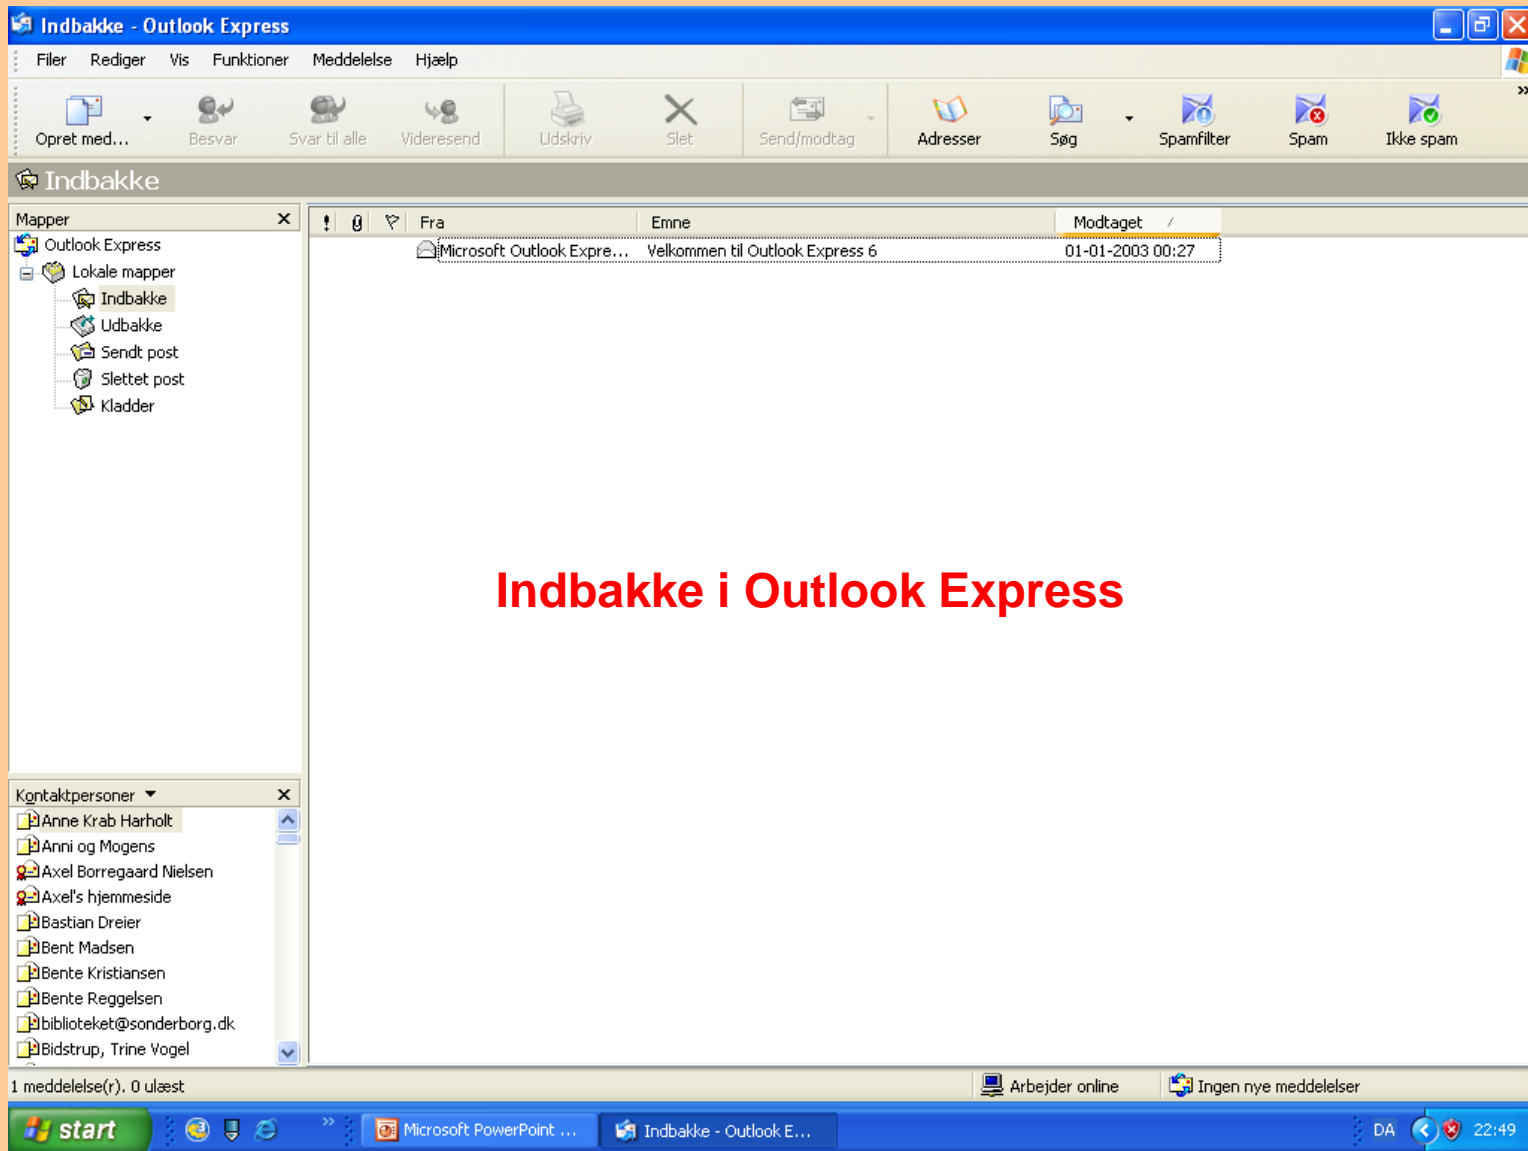 Indbakke - Outlook Express
Filer Rediger Vis Funktioner Meddelelse Hjælp
Opret med... Besvar Svar til alle Videresend Udskriv Slet Send/modtag Adresser Søg Spamfilter Spam Ikke spam
Indbakke
Mapper
! Fra Emne Modtaget
Outlook Express
Microsoft Outlook Expre... Velkommen til Outlook Express 6 01-01-2003 00:27
Lokale mapper
Indbakke
Udbakke
Sendt post
Slettet post
Kladder
Indbakke i Outlook Express
Kontaktpersoner
Anne Krab Harholt
Anni og Mogens
Axel Borregaard Nielsen
Axel's hjemmeside
Bastian Dreier
Bent Madsen
Bente Kristiansen
Bente Reggelsen
biblioteket@sonderborg.dk
Bidstrup, Trine Vogel
1 meddelelse(r). 0 ulæst Arbejder online Ingen nye meddelelser
start Microsoft PowerPoint ... Indbakke - Outlook E... DA 22:49